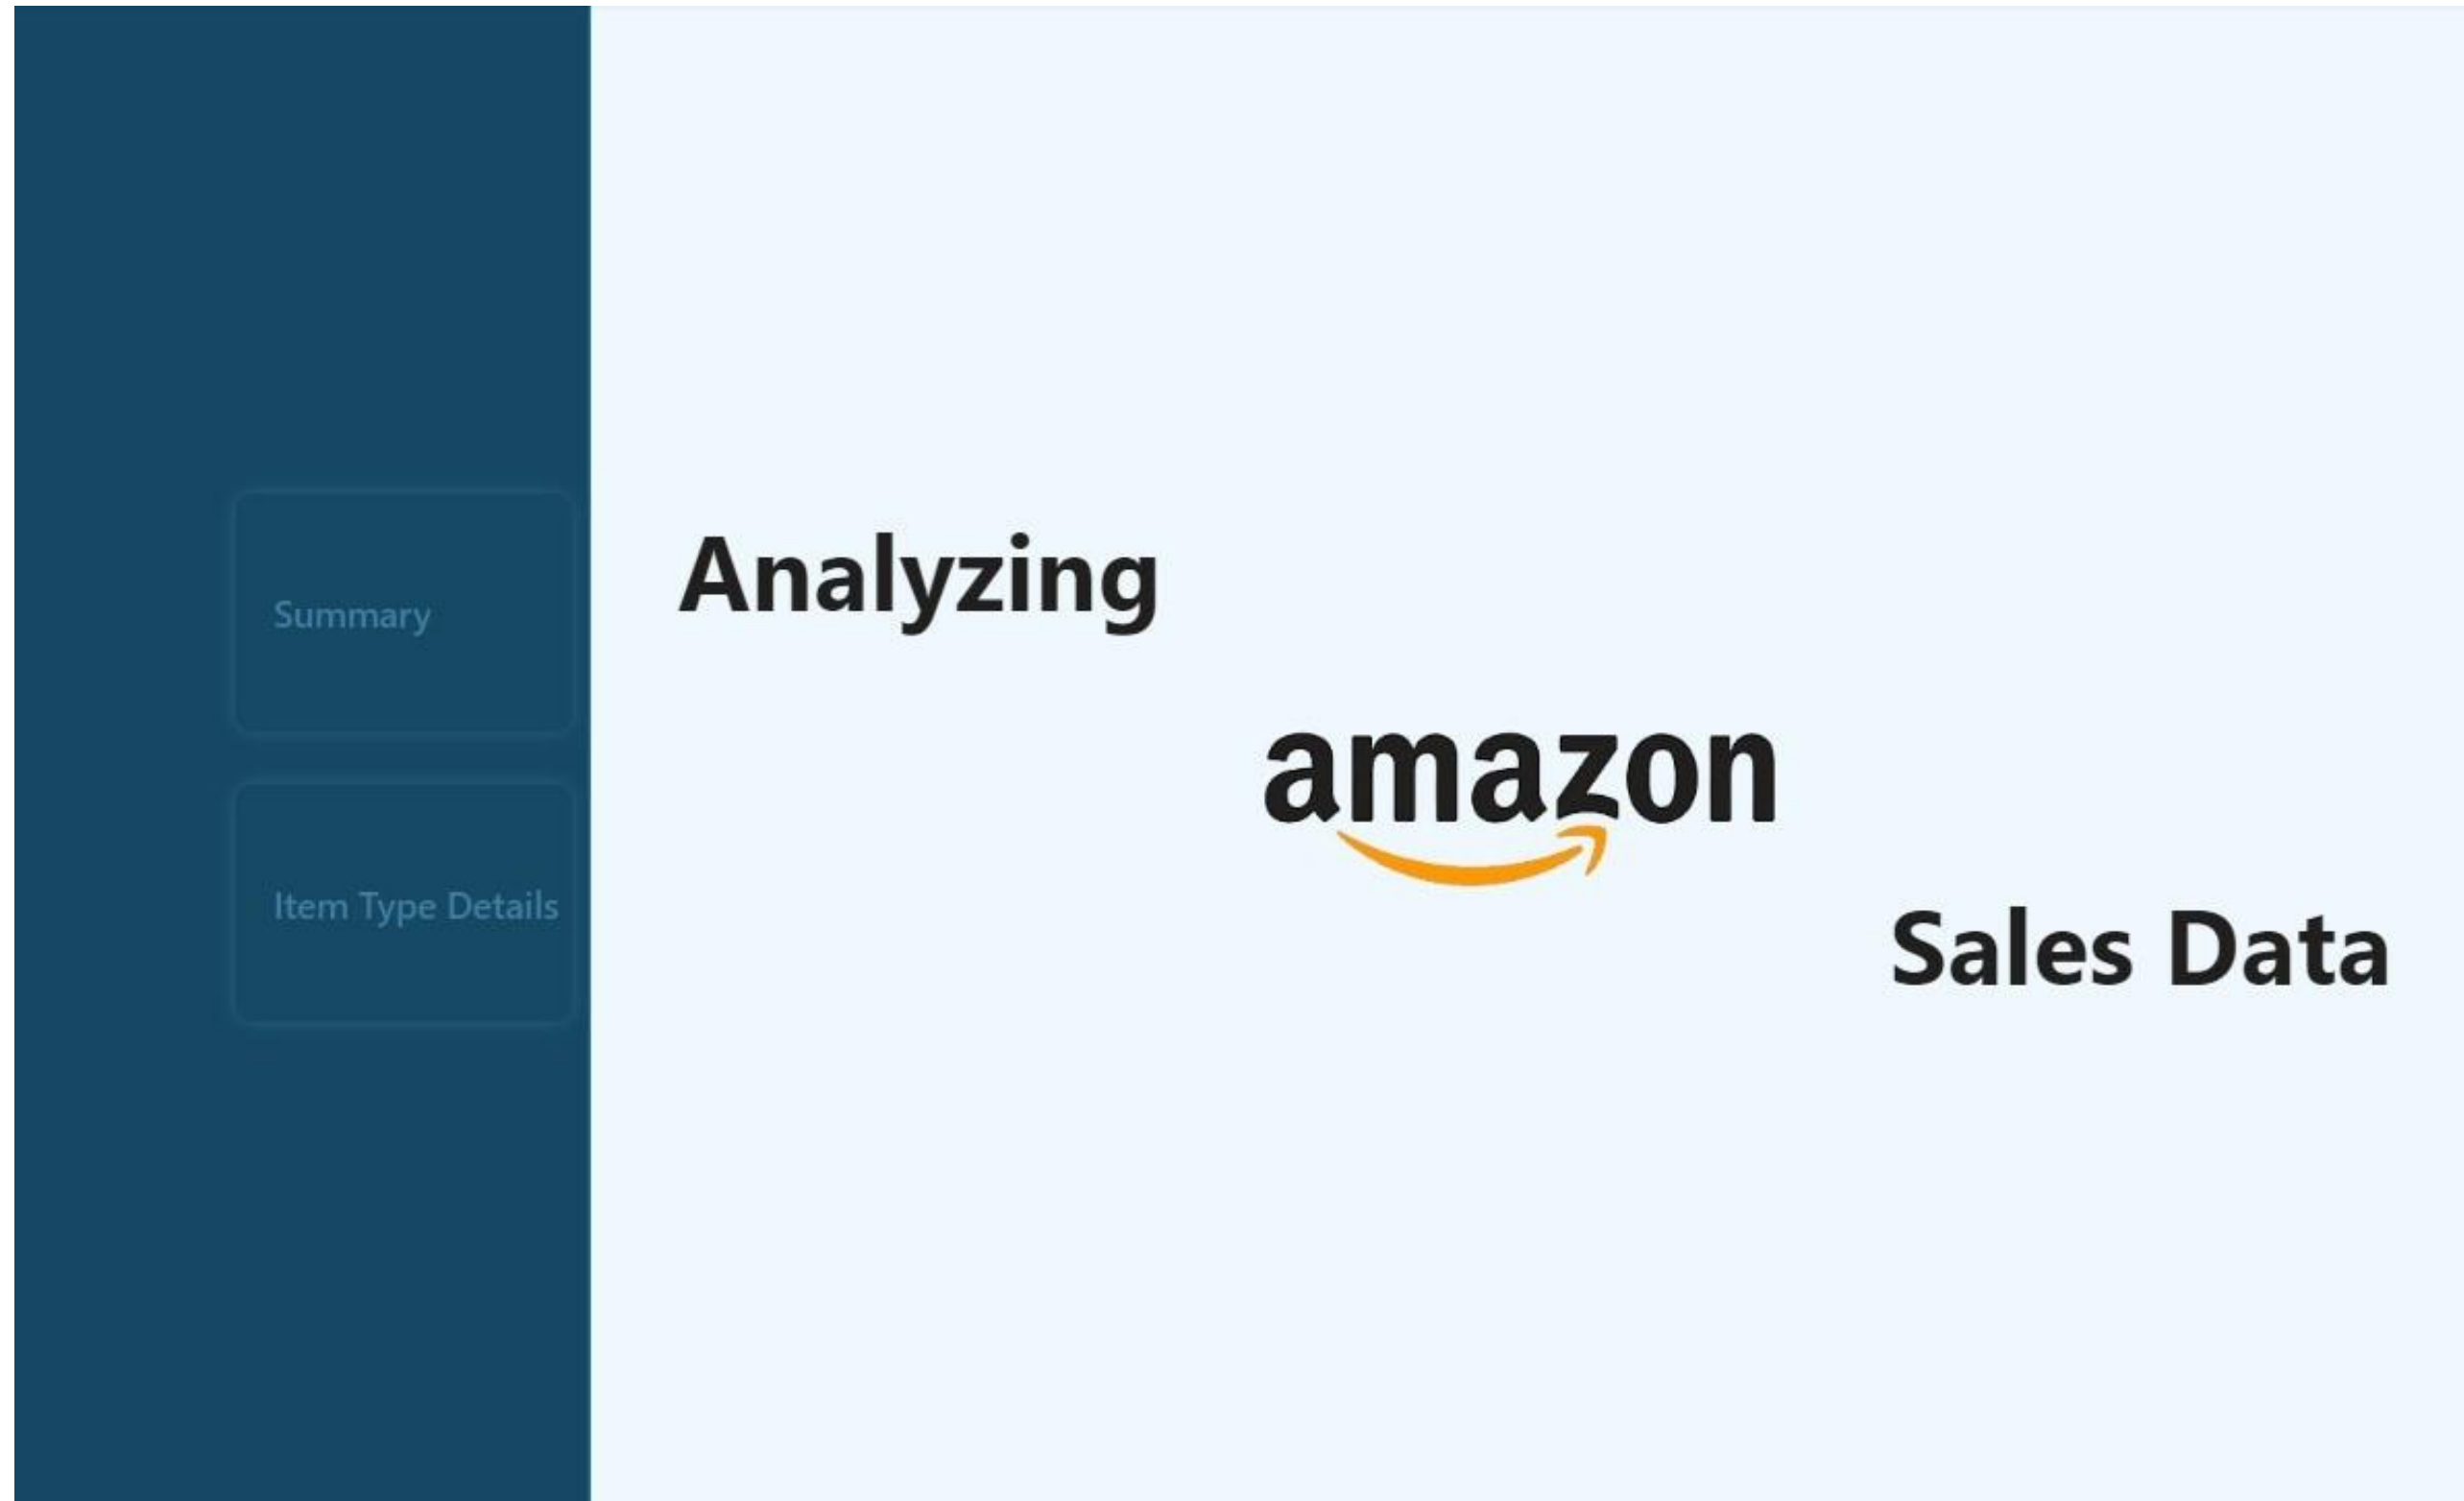 Summary
Item Type Details
Analyzing
amazon
Sales Data